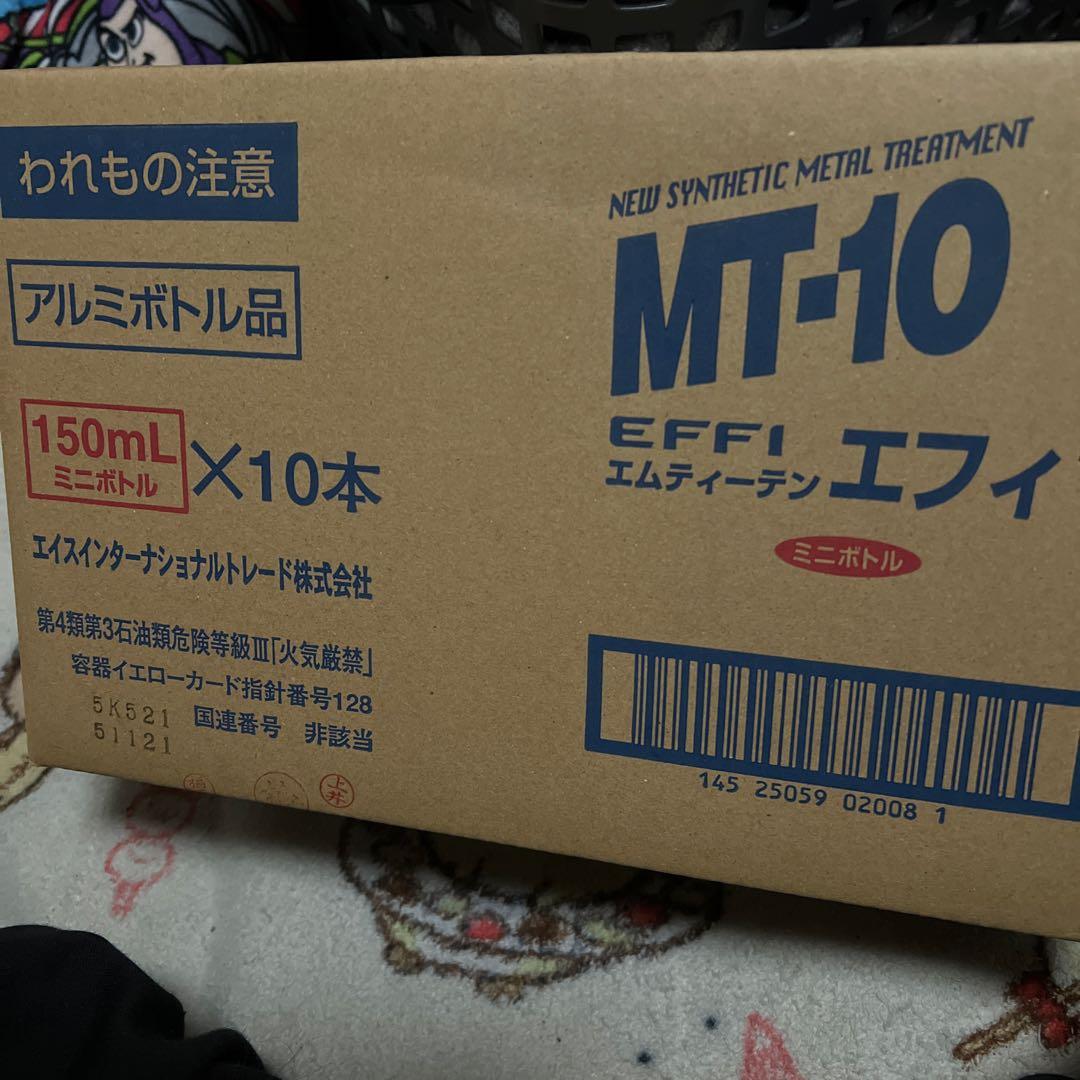 われもの注意
アルミボトル品
150mL
ミニボトル
×10本
エイスインターナショナルトレード株式会社
第4類第3石油類危険等級Ⅲ「火気厳禁」
容器イエローカード指針番号128
国連番号 非該当
5K521
51121
上井
NEW SYNTHETIC METAL TREATMENT
MT-10
EFFI
エムティーテン エフィ
ミニボトル
145 25059 02008 1